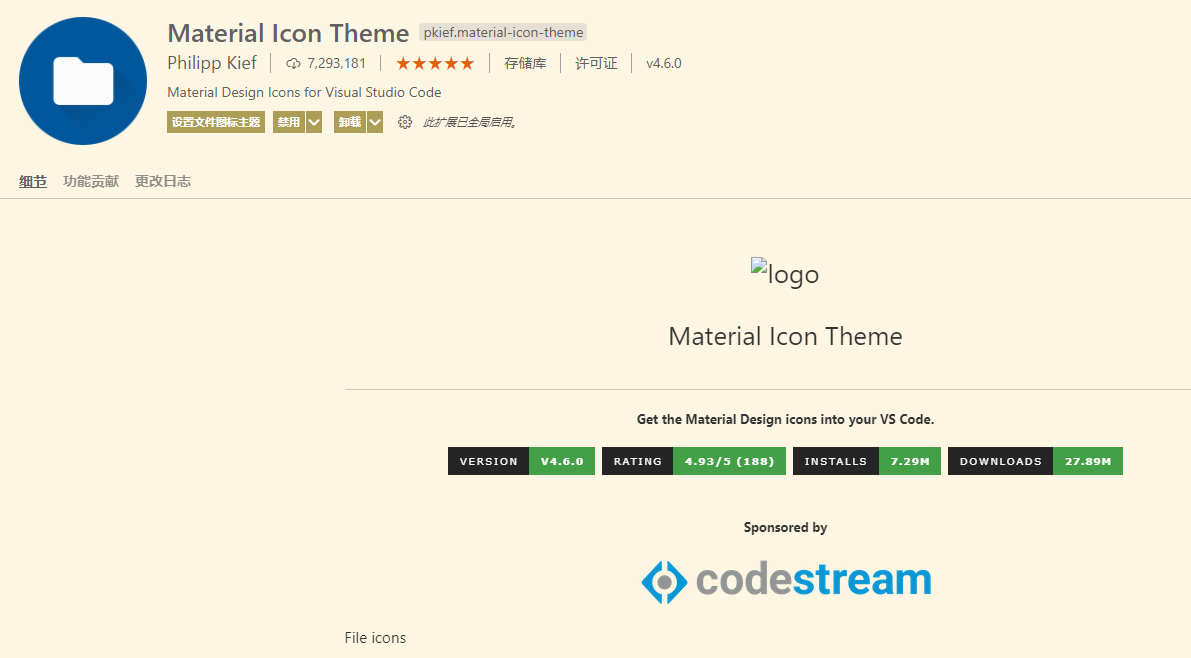 Material Icon Theme pkief.material-icon-theme
Philipp Kief 7,293,181 存储库 许可证 v4.6.0
Material Design Icons for Visual Studio Code
设置文件图标主题 禁用 卸载 此扩展已全局启用。
细节 功能贡献 更改日志
logo
Material Icon Theme
Get the Material Design icons into your VS Code.
VERSION V4.6.0 RATING 4.93/5 (188) INSTALLS 7.29M DOWNLOADS 27.89M
Sponsored by
codestream
File icons